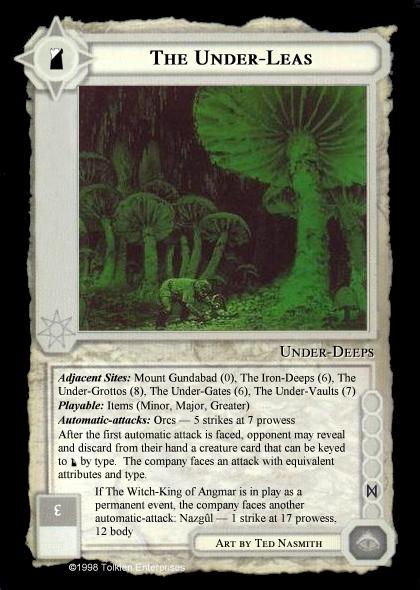 THE UNDER-LEAS
UNDER-DEEPS
Adjacent Sites: Mount Gundabad (0), The Iron-Deeps (6), The
Under-Grottos (8), The Under-Gates (6), The Under-Vaults (7)
Playable: Items (Minor, Major, Greater)
Automatic-attacks: Orcs — 5 strikes at 7 prowess
After the first automatic attack is faced, opponent may reveal
and discard from their hand a creature card that can be keyed
to by type. The company faces an attack with equivalent
attributes and type.
If The Witch-King of Angmar is in play as a
permanent event, the company faces another
automatic-attack: Nazgûl — 1 strike at 17 prowess,
12 body
ART BY TED NASMITH
©1998 Tolkien Enterprises